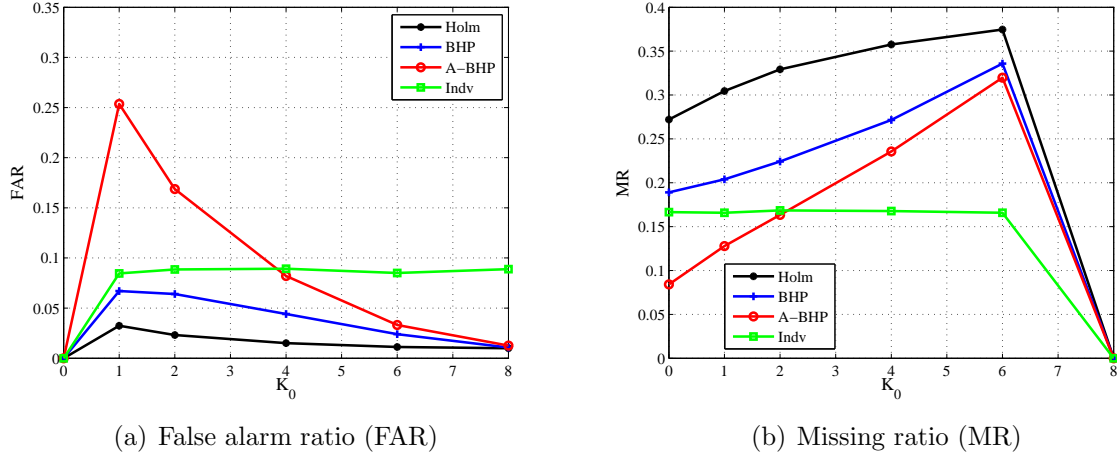 0.35
0.3
0.25
0.2
0.15
0.1
0.05
0
FAR
0 1 2 3 4 5 6 7 8
K0
Holm
BHP
A−BHP
Indv
(a) False alarm ratio (FAR)
0.4
0.35
0.3
0.25
0.2
0.15
0.1
0.05
0
MR
0 1 2 3 4 5 6 7 8
K0
Holm
BHP
A−BHP
Indv
(b) Missing ratio (MR)